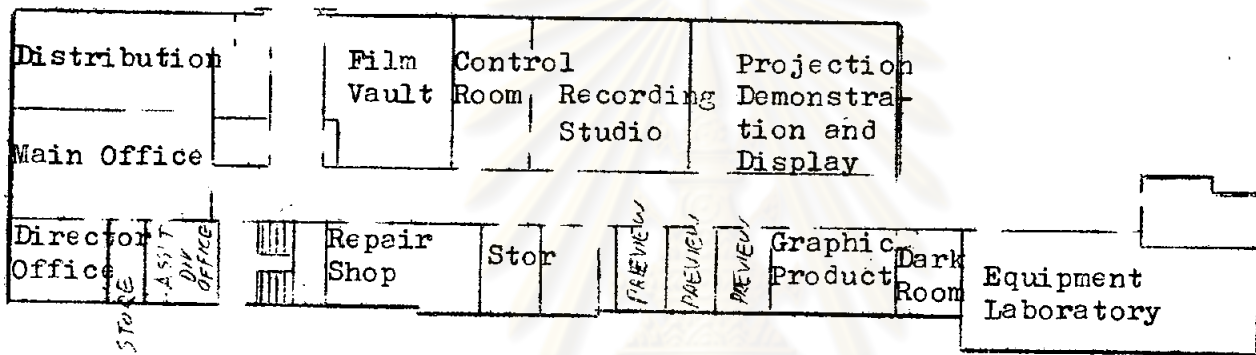 Distribution
Film
Vault
Control
Room
Recording
Studio
Projection
Demonstra-
tion and
Display
Main Office
Director
Office
STORE
ASSIT
DIV
OFFICE
Repair
Shop
Stor
PREVIEW
PREVIEW
PREVIEW
Graphic
Product
Dark
Room
Equipment
Laboratory